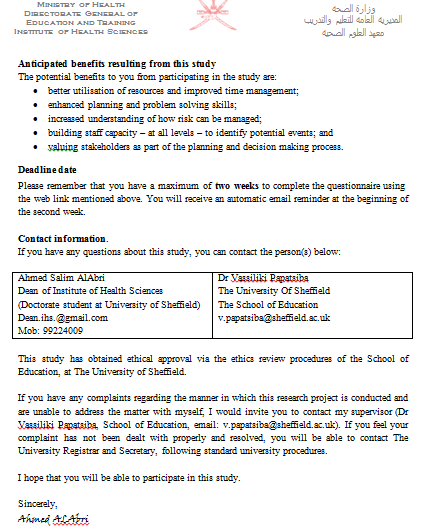 MINISTRY OF HEALTH
DIRECTORATE GENERAL OF
EDUCATION AND TRAINING
INSTITUTE OF HEALTH SCIENCES
وزارة الصحة
المديرية العامة للتعليم والتدريب
معهد العلوم الصحية
Anticipated benefits resulting from this study
The potential benefits to you from participating in the study are:
• better utilisation of resources and improved time management;
• enhanced planning and problem solving skills;
• increased understanding of how risk can be managed;
• building staff capacity – at all levels – to identify potential events; and
• valuing stakeholders as part of the planning and decision making process.
Deadline date
Please remember that you have a maximum of two weeks to complete the questionnaire using
the web link mentioned above. You will receive an automatic email reminder at the beginning of
the second week.
Contact information.
If you have any questions about this study, you can contact the person(s) below:
Ahmed Salim AlAbri
Dean of Institute of Health Sciences
(Doctorate student at University of Sheffield)
Dean.ihs.@gmail.com
Mob: 99224009
Dr Vassiliki Papatsiba
The University Of Sheffield
The School of Education
v.papatsiba@sheffield.ac.uk
This study has obtained ethical approval via the ethics review procedures of the School of
Education, at The University of Sheffield.
If you have any complaints regarding the manner in which this research project is conducted and
are unable to address the matter with myself, I would invite you to contact my supervisor (Dr
Vassiliki Papatsiba, School of Education, email: v.papatsiba@sheffield.ac.uk). If you feel your
complaint has not been dealt with properly and resolved, you will be able to contact The
University Registrar and Secretary, following standard university procedures.
I hope that you will be able to participate in this study.
Sincerely,
Ahmed ALAbri